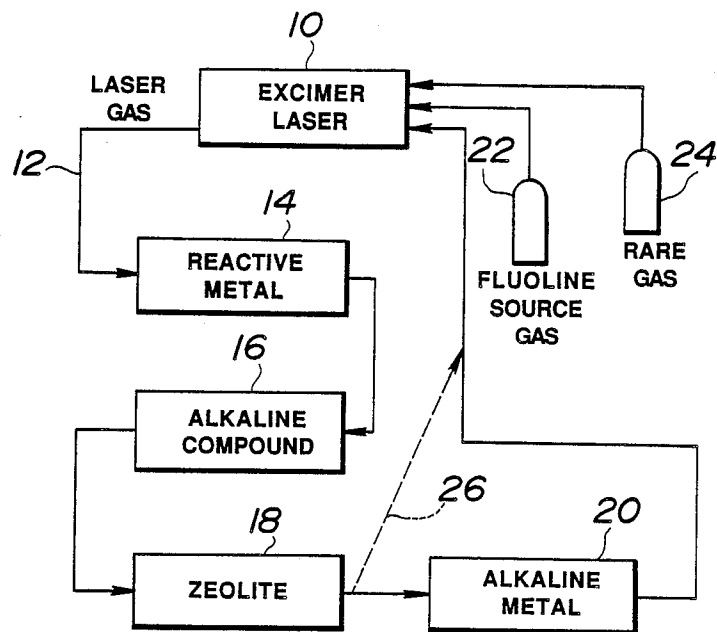 10
LASER
GAS
EXCIMER
LASER
12
22
24
14
REACTIVE
METAL
FLUOLINE
SOURCE
GAS
RARE
GAS
16
ALKALINE
COMPOUND
26
18
20
ZEOLITE
ALKALINE
METAL